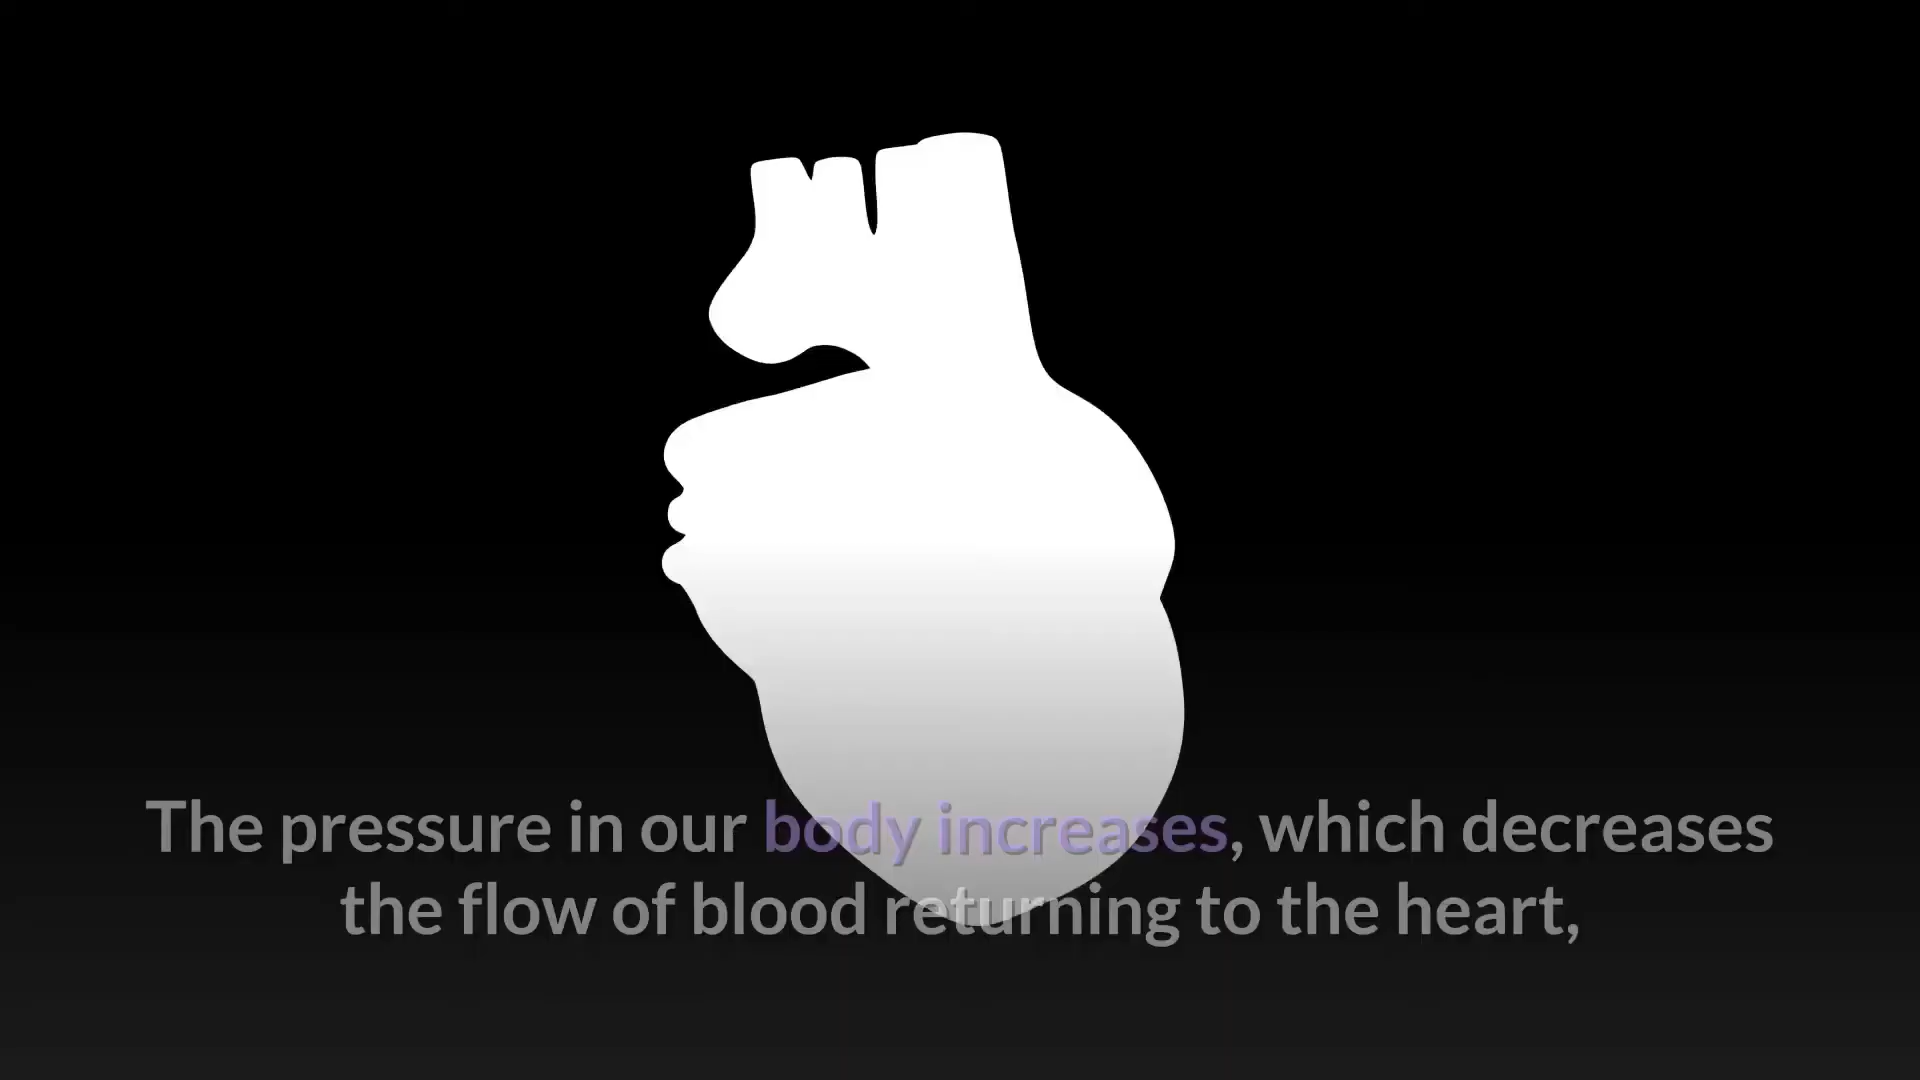 The pressure in our body increases, which decreases
the flow of blood returning to the heart,